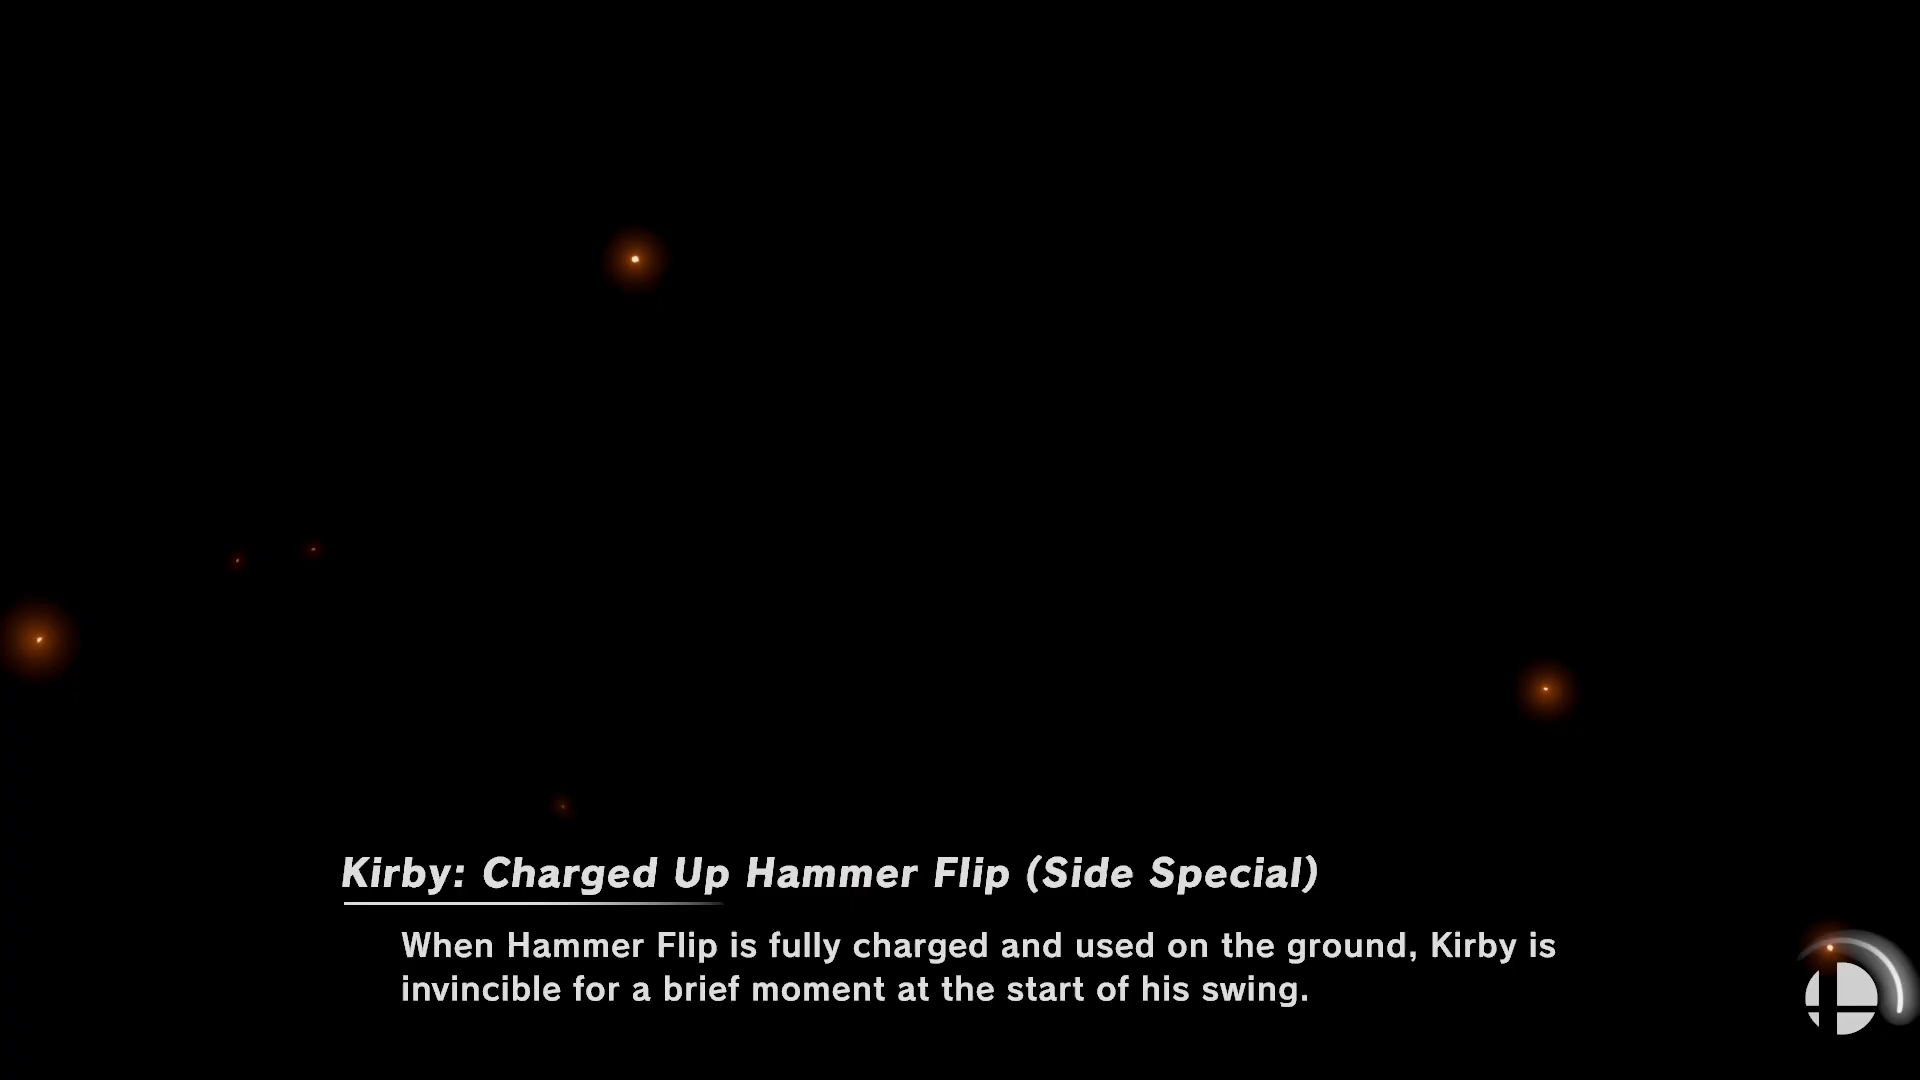 Kirby: Charged Up Hammer Flip (Side Special)
When Hammer Flip is fully charged and used on the ground, Kirby is
invincible for a brief moment at the start of his swing.